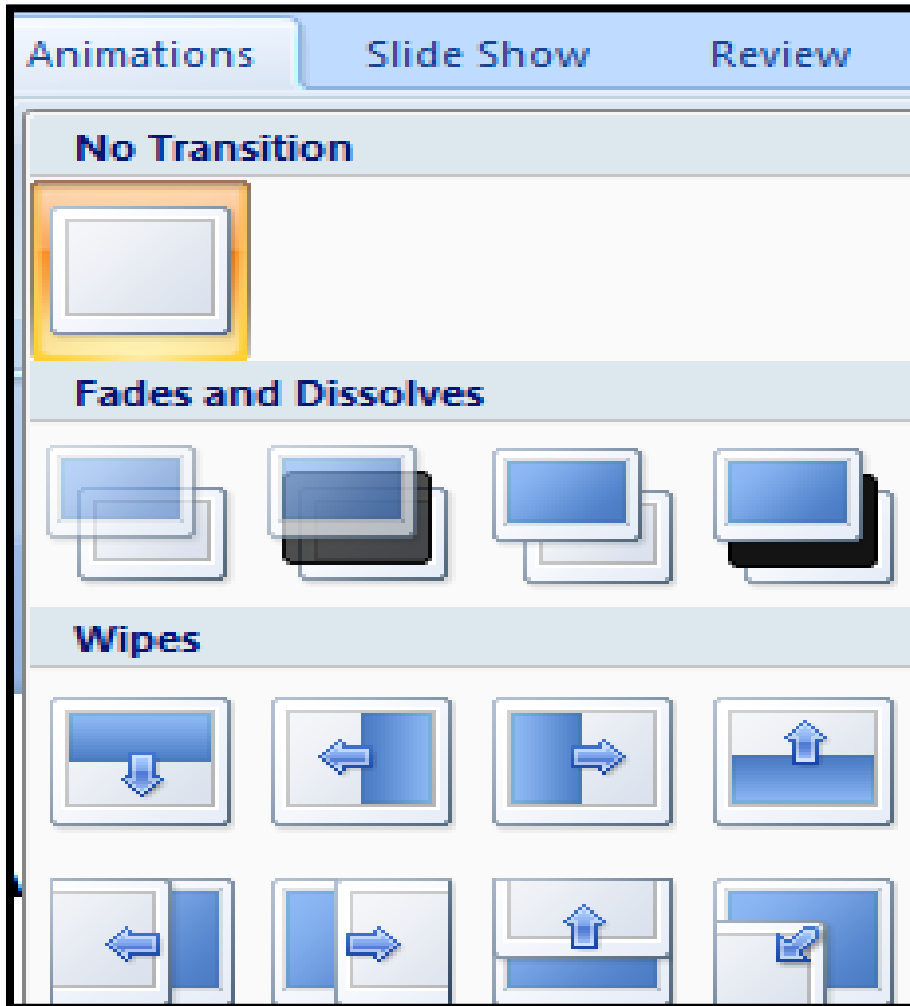 Animations Slide Show Review
No Transition
Fades and Dissolves
Wipes